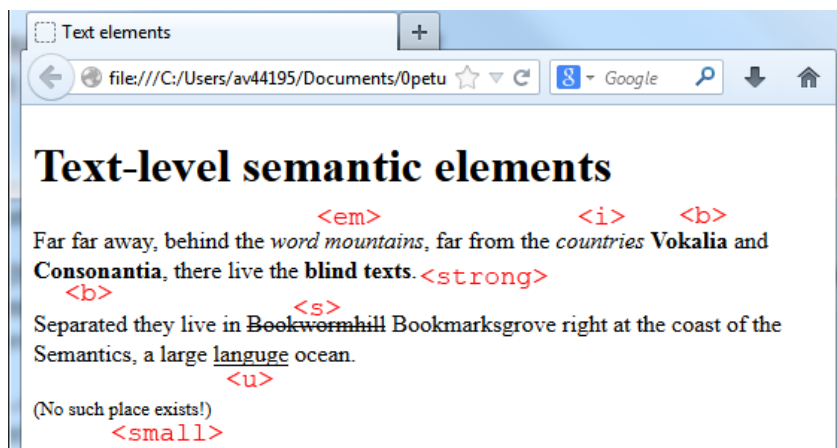 Text elements
file:///C:/Users/av44195/Documents/0petu
8 Google
Text-level semantic elements
<em> <i> <b>
Far far away, behind the word mountains, far from the countries Vokalia and
Consonantia, there live the blind texts. <strong>
<b>
<s>
Separated they live in Bookwormhill Bookmarksgrove right at the coast of the
Semantics, a large languge ocean.
<u>
(No such place exists!)
<small>